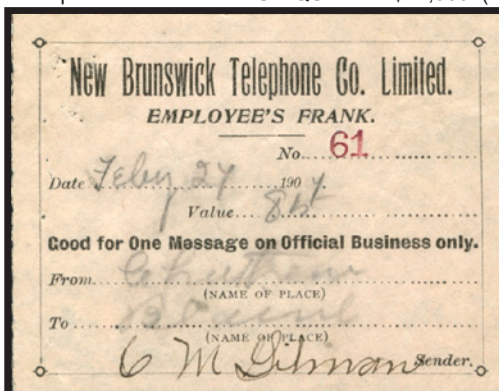 New Brunswick Telephone Co. Limited.
EMPLOYEE'S FRANK.
No. 61
Date Feby 27 1907.
Value
Good for One Message on Official Business only.
From
(NAME OF PLACE)
To
(NAME OF PLACE)
C M Gilman Sender.